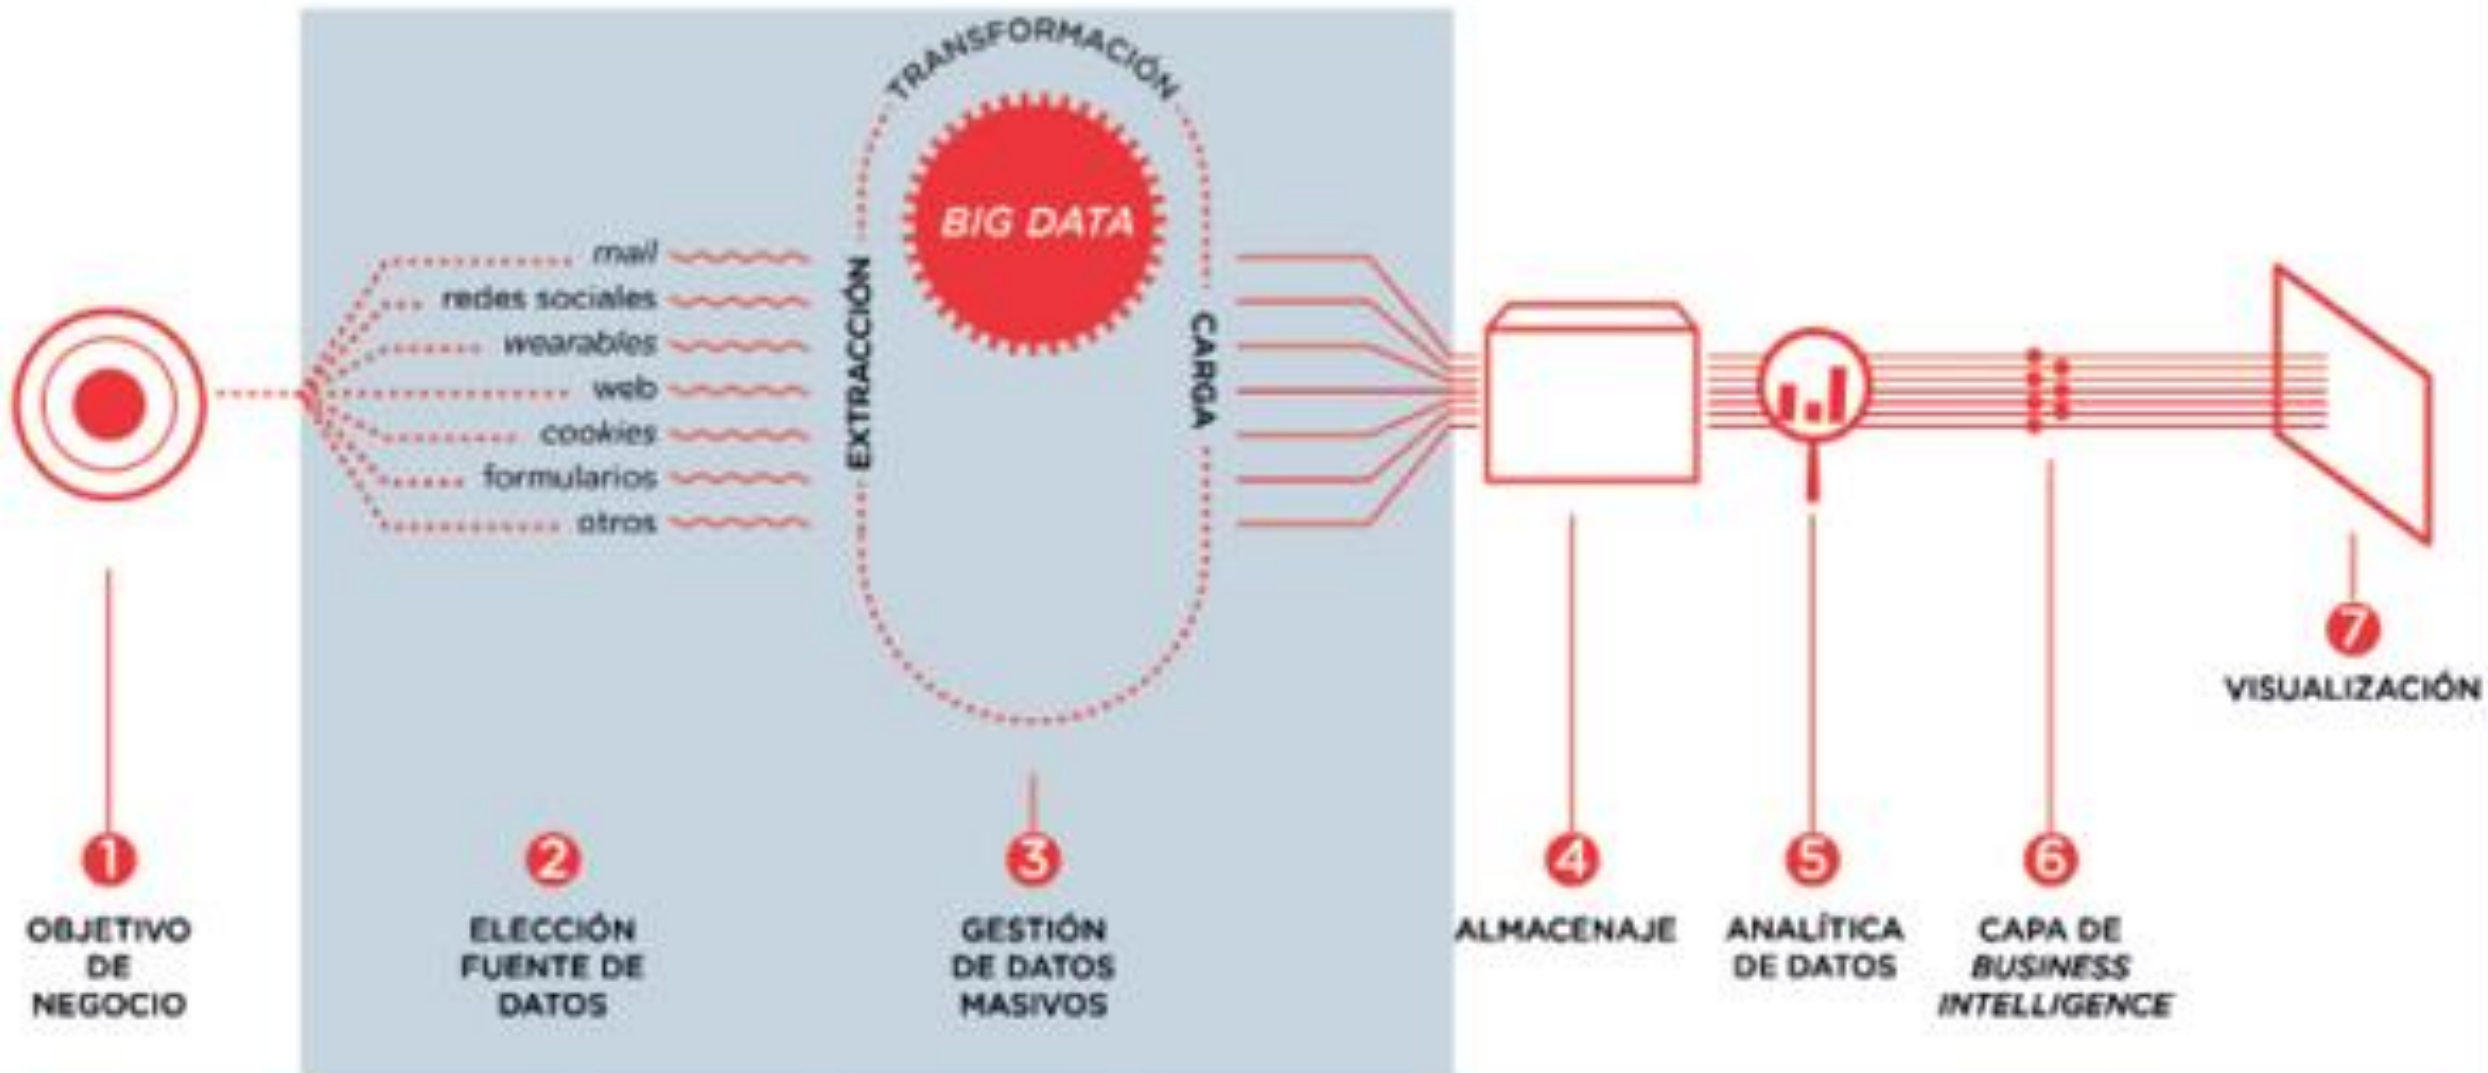 TRANSFORMACIÓN
BIG DATA
EXTRACCIÓN
CARGA
mail
redes sociales
wearables
web
cookies
formularios
otros
1
OBJETIVO
DE
NEGOCIO
2
ELECCIÓN
FUENTE DE
DATOS
3
GESTIÓN
DE DATOS
MASIVOS
4
ALMACENAJE
5
ANALÍTICA
DE DATOS
6
CAPA DE
BUSINESS
INTELLIGENCE
7
VISUALIZACIÓN